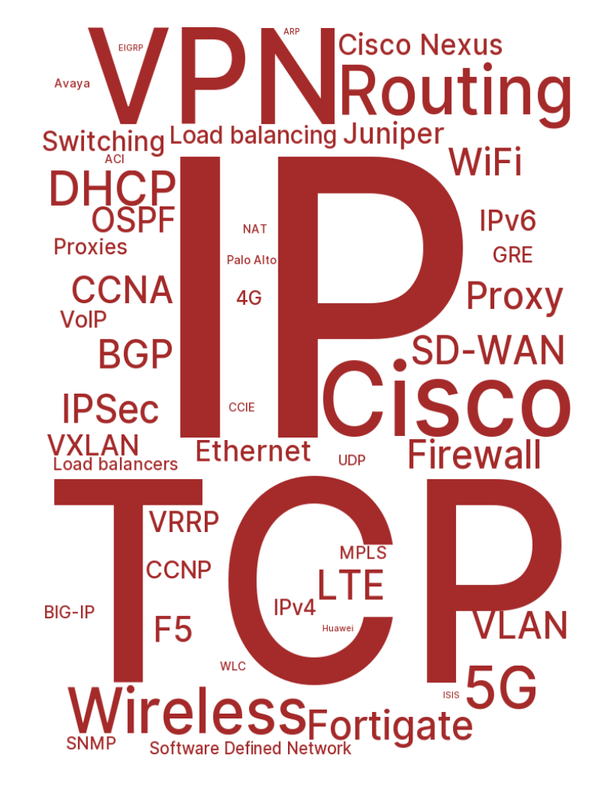 ARP
VPN
EIGRP
Cisco Nexus
Avaya
Routing
Switching
Load balancing
Juniper
ACI
WiFi
IP
DHCP
OSPF
IPv6
NAT
Proxies
GRE
Palo Alto
CCNA
4G
Proxy
VoIP
BGP
SD-WAN
Cisco
IPSec
CCIE
VXLAN
Ethernet
Firewall
Load balancers
UDP
TCP
VRRP
MPLS
CCNP
LTE
BIG-IP
IPv4
F5
Huawei
VLAN
WLC
5G
ISIS
Wireless
Fortigate
SNMP
Software Defined Network